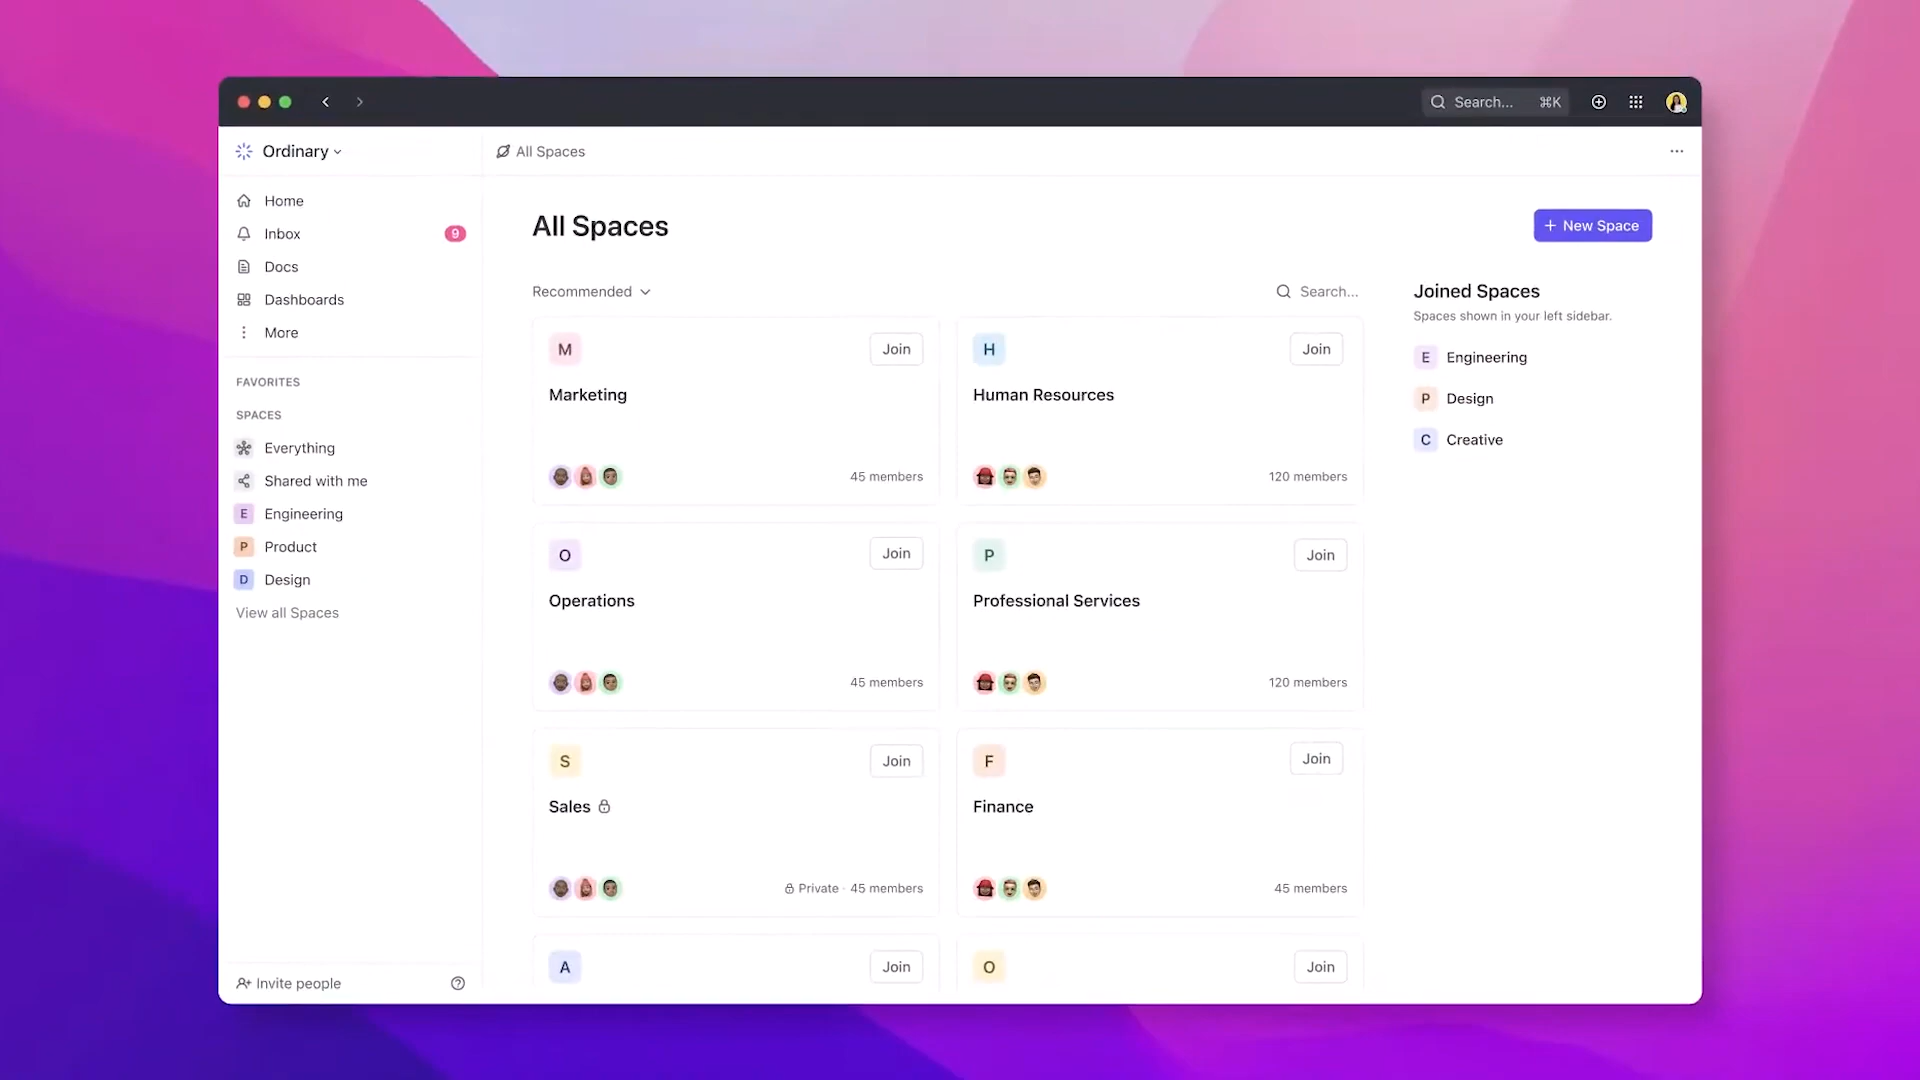 Search... ⌘K
Ordinary
All Spaces
Home
Inbox 9
Docs
Dashboards
More
FAVORITES
SPACES
Everything
Shared with me
E Engineering
P Product
D Design
View all Spaces
Invite people
All Spaces
+ New Space
Recommended
Search...
M Join
Marketing
45 members
H Join
Human Resources
120 members
O Join
Operations
45 members
P Join
Professional Services
120 members
S Join
Sales
Private · 45 members
F Join
Finance
45 members
A Join
O Join
Joined Spaces
Spaces shown in your left sidebar.
E Engineering
P Design
C Creative